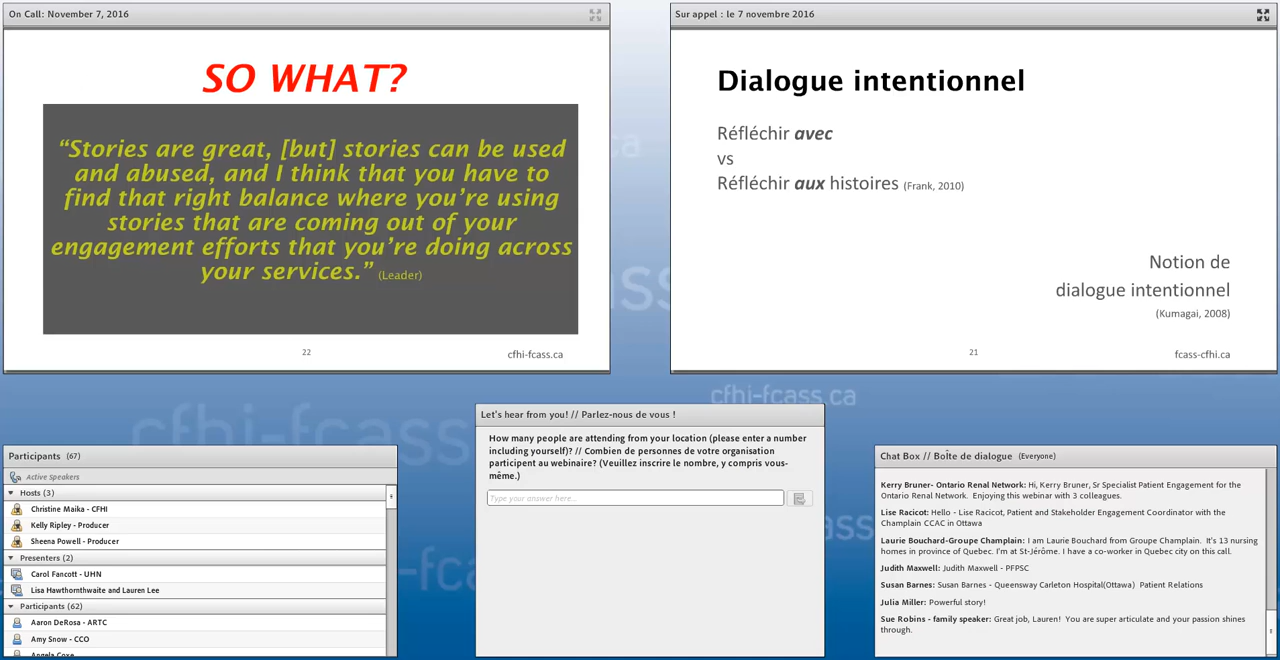 On Call: November 7, 2016
SO WHAT?
“Stories are great, [but] stories can be used
and abused, and I think that you have to
find that right balance where you’re using
stories that are coming out of your
engagement efforts that you’re doing across
your services.” (Leader)
22
cfhi-fcass.ca
Sur appel : le 7 novembre 2016
Dialogue intentionnel
Réfléchir avec
vs
Réfléchir aux histoires (Frank, 2010)
Notion de
dialogue intentionnel
(Kumagai, 2008)
21
fcass-cfhi.ca
cfhi-fcass.ca
cfhi-fcass
Participants (67)
Active Speakers
Hosts (3)
Christine Maika - CFHI
Kelly Ripley - Producer
Sheena Powell - Producer
Presenters (2)
Carol Fancott - UHN
Lisa Hawthornthwaite and Lauren Lee
Participants (62)
Aaron DeRosa - ARTC
Amy Snow - CCO
Angela Coxe
Let's hear from you! // Parlez-nous de vous !
How many people are attending from your location (please enter a number
including yourself)? // Combien de personnes de votre organisation
participent au webinaire? (Veuillez inscrire le nombre, y compris vous-
même.)
Type your answer here...
Chat Box // Boîte de dialogue (Everyone)
Kerry Bruner- Ontario Renal Network: Hi, Kerry Bruner, Sr Specialist Patient Engagement for the
Ontario Renal Network. Enjoying this webinar with 3 colleagues.
Lise Racicot: Hello - Lise Racicot, Patient and Stakeholder Engagement Coordinator with the
Champlain CCAC in Ottawa
Laurie Bouchard-Groupe Champlain: I am Laurie Bouchard from Groupe Champlain. It's 13 nursing
homes in province of Quebec. I'm at St-Jérôme. I have a co-worker in Quebec city on this call.
Judith Maxwell: Judith Maxwell - PFPSC
Susan Barnes: Susan Barnes - Queensway Carleton Hospital(Ottawa) Patient Relations
Julia Miller: Powerful story!
Sue Robins - family speaker: Great job, Lauren! You are super articulate and your passion shines
through.